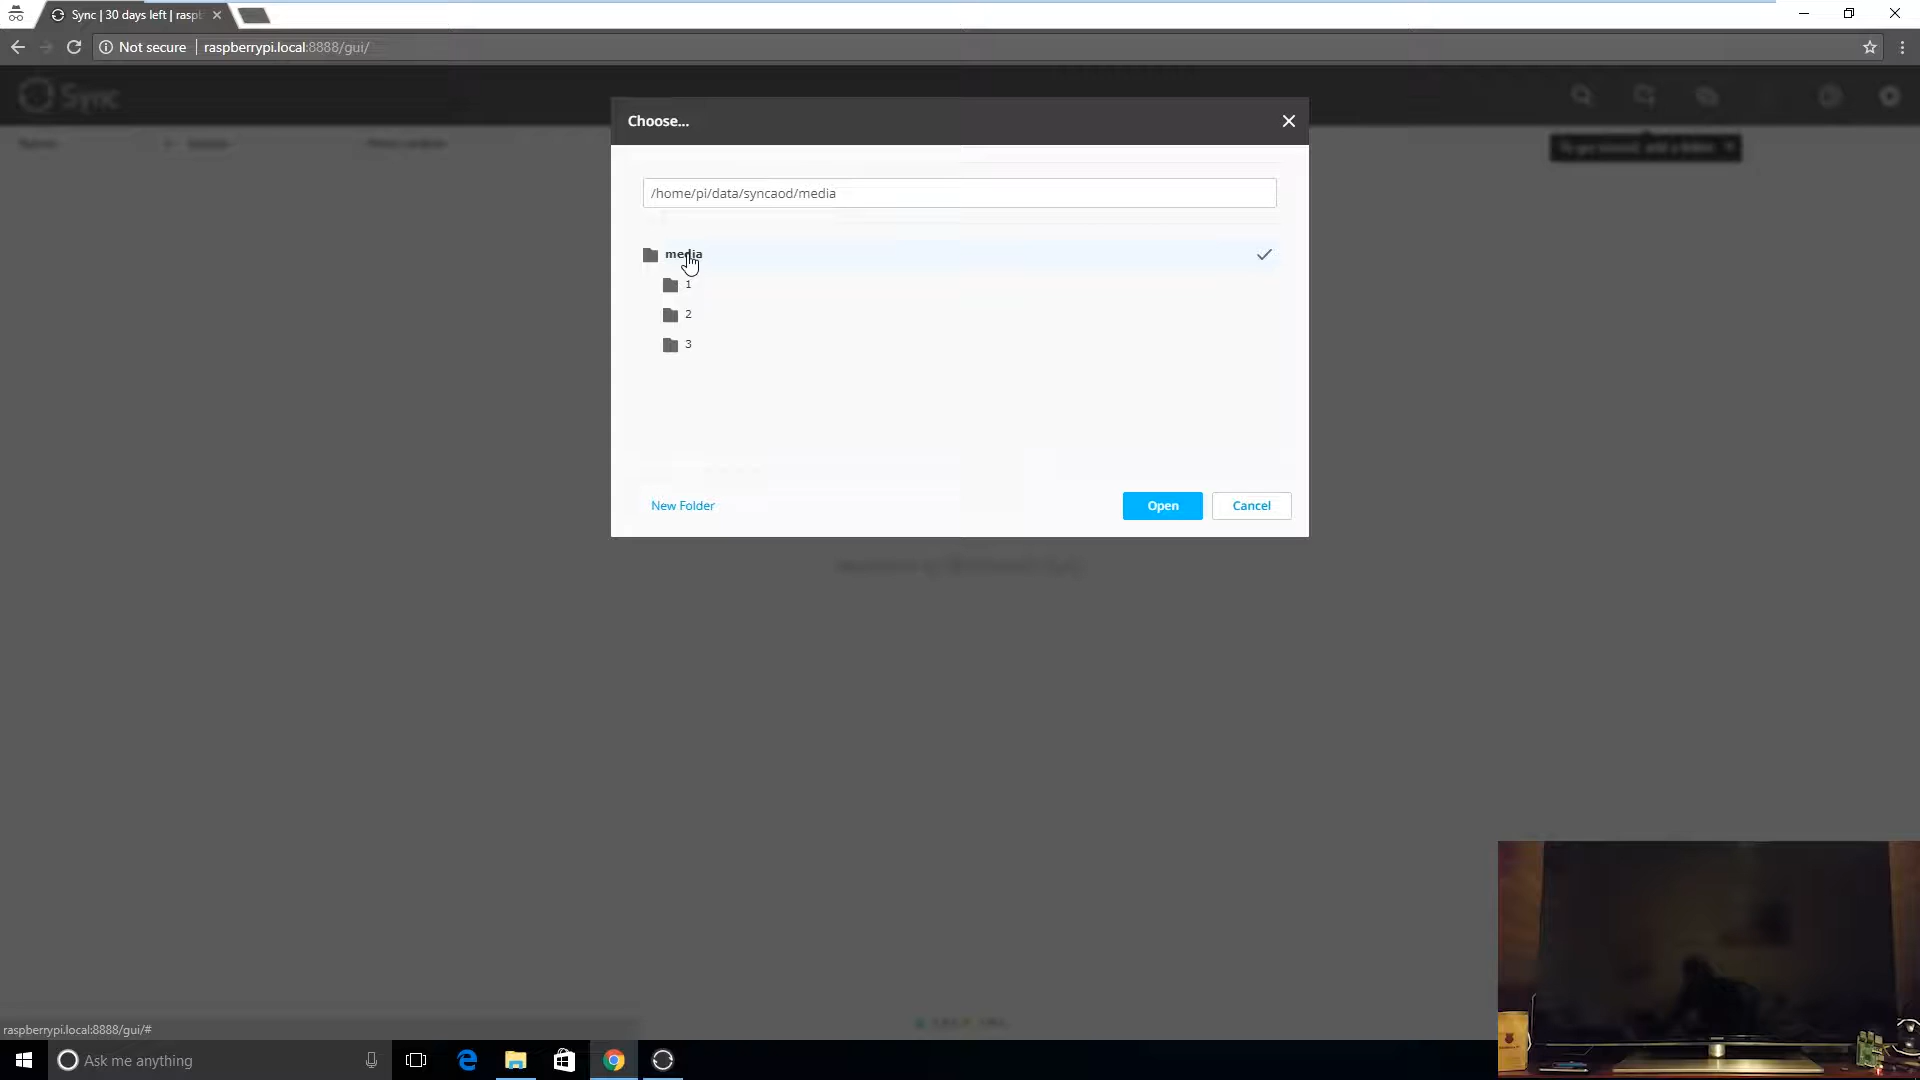 Sync | 30 days left | rasp
Not secure
raspberrypi.local:8888/gui/
Sync
Choose...
/home/pi/data/syncaod/media
media
1
2
3
New Folder
Open
Cancel
raspberrypi.local:8888/gui/#
Ask me anything